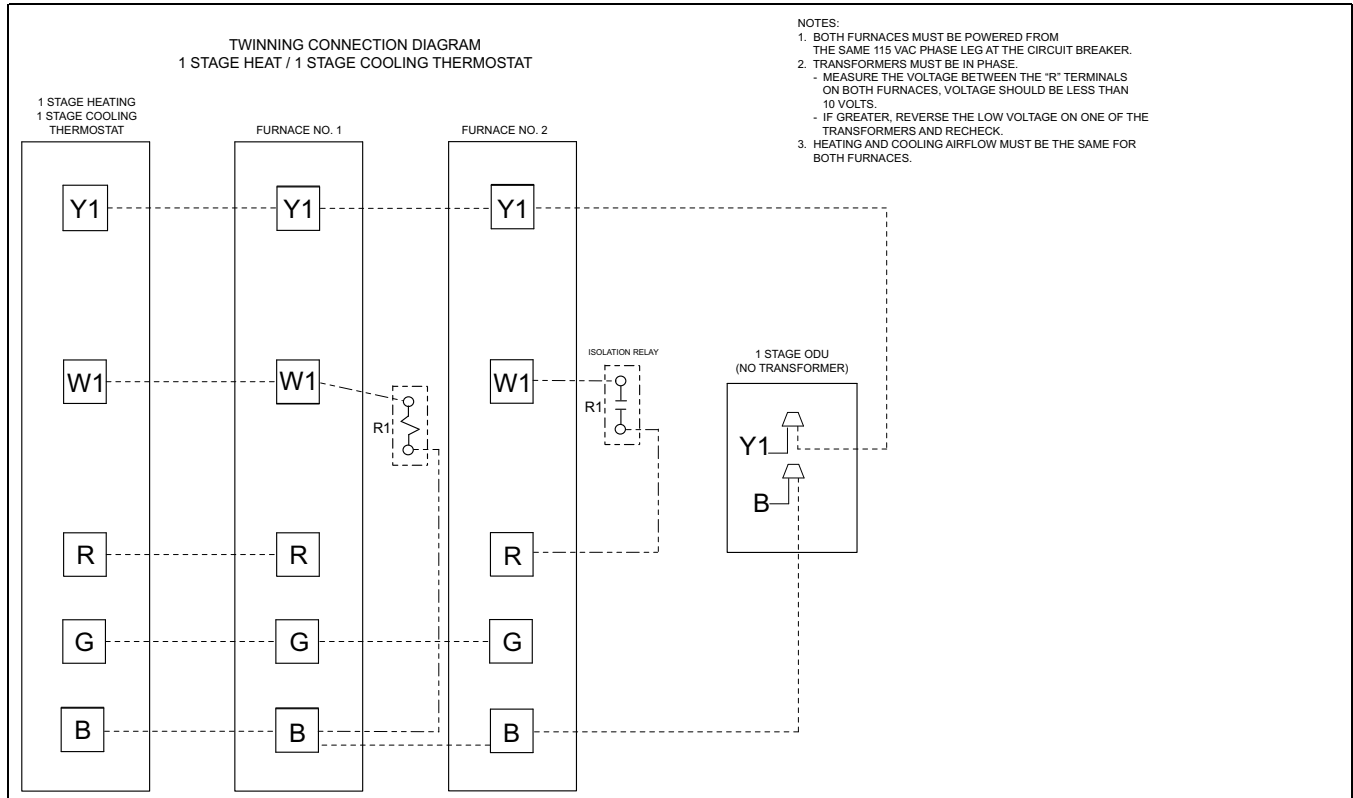 TWINNING CONNECTION DIAGRAM
1 STAGE HEAT / 1 STAGE COOLING THERMOSTAT
NOTES:
1. BOTH FURNACES MUST BE POWERED FROM
THE SAME 115 VAC PHASE LEG AT THE CIRCUIT BREAKER.
2. TRANSFORMERS MUST BE IN PHASE.
- MEASURE THE VOLTAGE BETWEEN THE “R” TERMINALS
ON BOTH FURNACES, VOLTAGE SHOULD BE LESS THAN
10 VOLTS.
- IF GREATER, REVERSE THE LOW VOLTAGE ON ONE OF THE
TRANSFORMERS AND RECHECK.
3. HEATING AND COOLING AIRFLOW MUST BE THE SAME FOR
BOTH FURNACES.
1 STAGE HEATING
1 STAGE COOLING
THERMOSTAT
FURNACE NO. 1
FURNACE NO. 2
Y1
Y1
Y1
ISOLATION RELAY
1 STAGE ODU
(NO TRANSFORMER)
W1
W1
R1
W1
R1
Y1
B
R
R
R
G
G
G
B
B
B